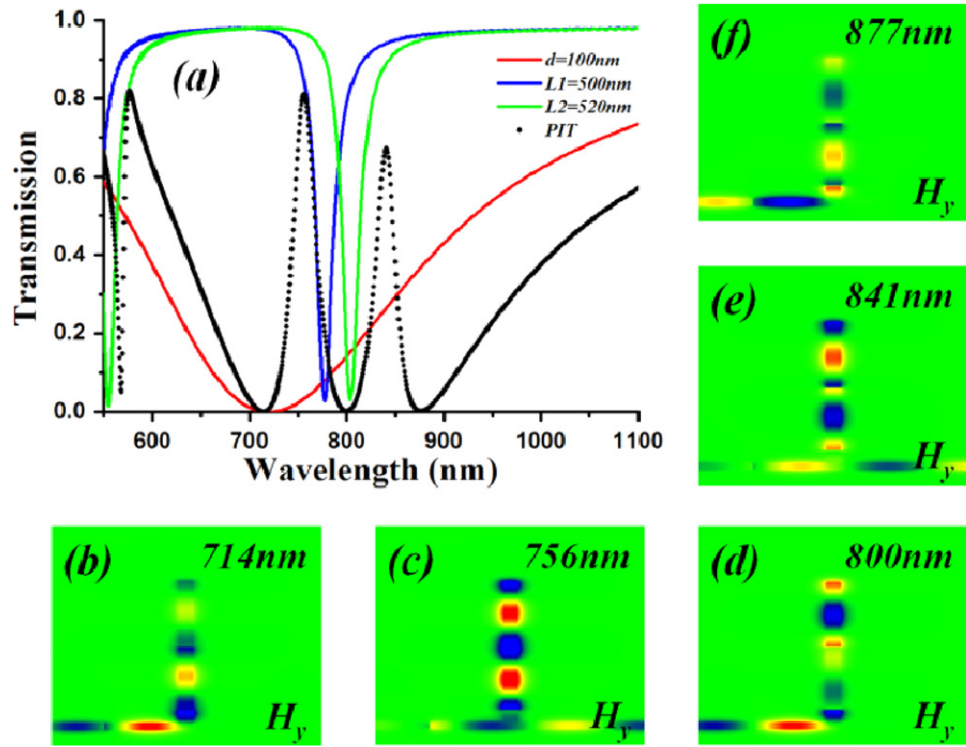 (a)
d=100nm
L1=500nm
L2=520nm
PIT
Transmission
1.0
0.8
0.6
0.4
0.2
0.0
600 700 800 900 1000 1100
Wavelength (nm)
(f) 877nm
Hy
(e) 841nm
Hy
(b) 714nm
Hy
(c) 756nm
Hy
(d) 800nm
Hy